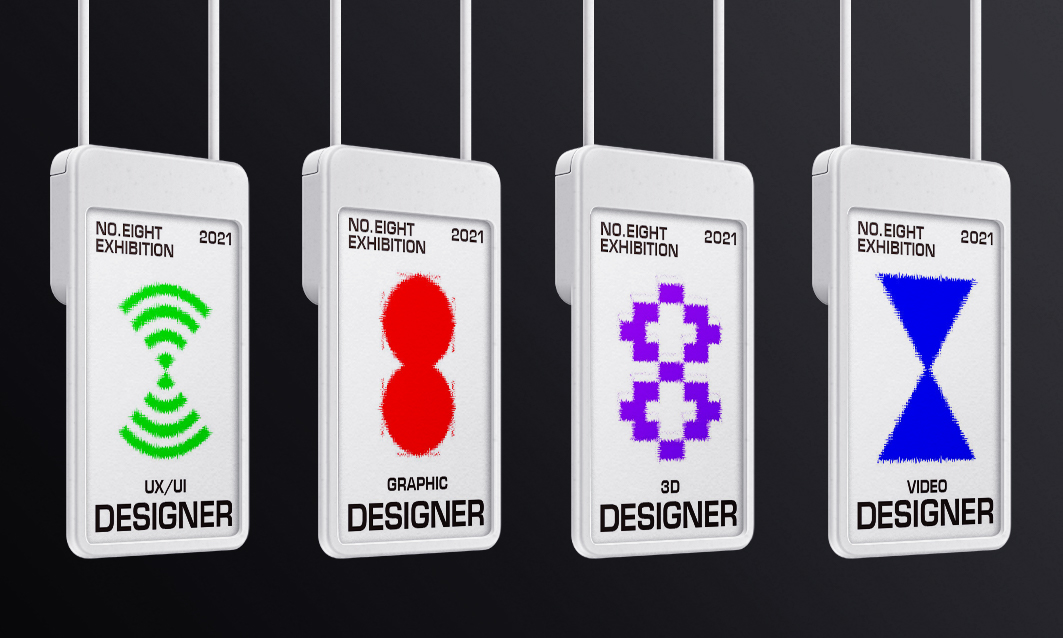 NO.EIGHT
EXHIBITION
2021
UX/UI
DESIGNER
NO.EIGHT
EXHIBITION
2021
GRAPHIC
DESIGNER
NO.EIGHT
EXHIBITION
2021
3D
DESIGNER
NO.EIGHT
EXHIBITION
2021
VIDEO
DESIGNER